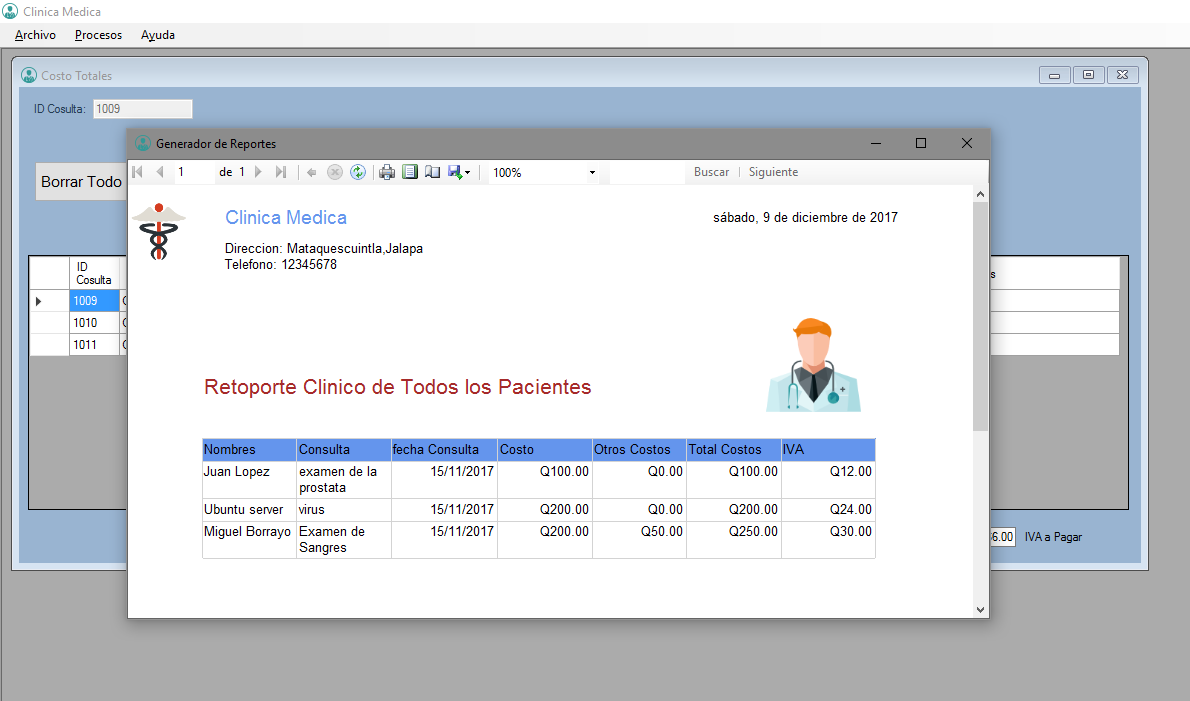 Clinica Medica
Archivo Procesos Ayuda
Costo Totales
ID Cosulta: 1009
Generador de Reportes
1 de 1 100% Buscar Siguiente
Borrar Todo
Clinica Medica sábado, 9 de diciembre de 2017
Direccion: Mataquescuintla,Jalapa
Telefono: 12345678
ID
Cosulta
1009
1010
1011
Retoporte Clinico de Todos los Pacientes
Nombres Consulta fecha Consulta Costo Otros Costos Total Costos IVA
Juan Lopez examen de la 15/11/2017 Q100.00 Q0.00 Q100.00 Q12.00
prostata
Ubuntu server virus 15/11/2017 Q200.00 Q0.00 Q200.00 Q24.00
Miguel Borrayo Examen de 15/11/2017 Q200.00 Q50.00 Q250.00 Q30.00
Sangres
6.00 IVA a Pagar